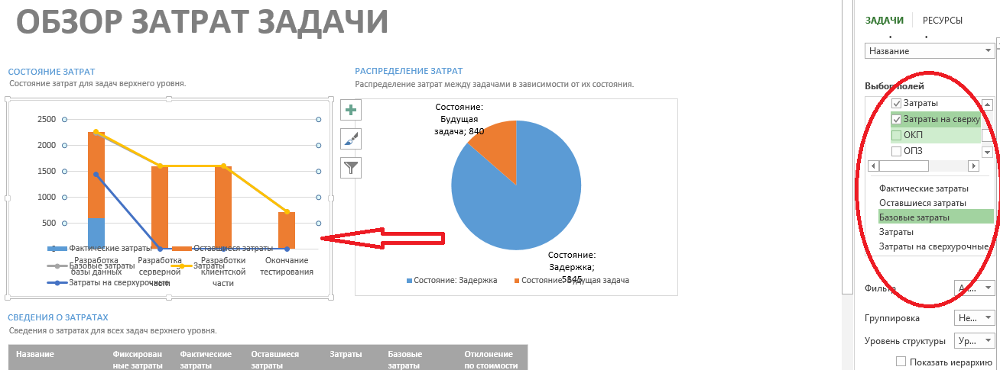 ОБЗОР ЗАТРАТ ЗАДАЧИ
СОСТОЯНИЕ ЗАТРАТ
Состояние затрат для задач верхнего уровня.
2500
2000
1500
1000
500
Фактические затраты
Оставшиеся затраты
Базовые затраты
Затраты
Затраты на сверхурочные
Разработка
базы данных
Разработка
серверной
части
Разработки
клиентской
части
Окончание
тестирования
РАСПРЕДЕЛЕНИЕ ЗАТРАТ
Распределение затрат между задачами в зависимости от их состояния.
Состояние:
Будущая
задача; 840
Состояние:
Задержка;
5845
Состояние: Задержка
Состояние: Будущая задача
СВЕДЕНИЯ О ЗАТРАТАХ
Сведения о затратах для всех задач верхнего уровня.
Название
Фиксирован
ные затраты
Фактические
затраты
Оставшиеся
затраты
Затраты
Базовые
затраты
Отклонение
по стоимости
ЗАДАЧИ
РЕСУРСЫ
Название
Выбор полей
Затраты
Затраты на сверху
ОКП
ОПЗ
Фактические затраты
Оставшиеся затраты
Базовые затраты
Затраты
Затраты на сверхурочные
Фильтр
Группировка
Не...
Уровень структуры
Ур...
Показать иерархию